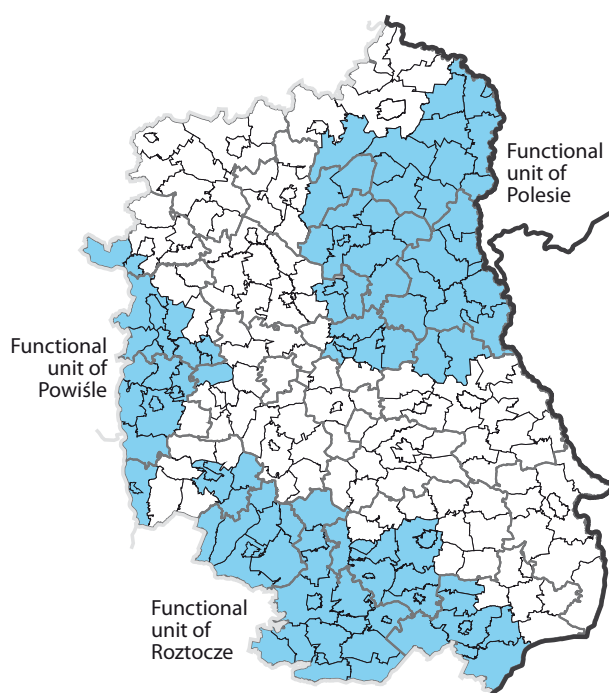 Functional
unit of
Polesie
Functional
unit of
Powiśle
Functional
unit of
Roztocze